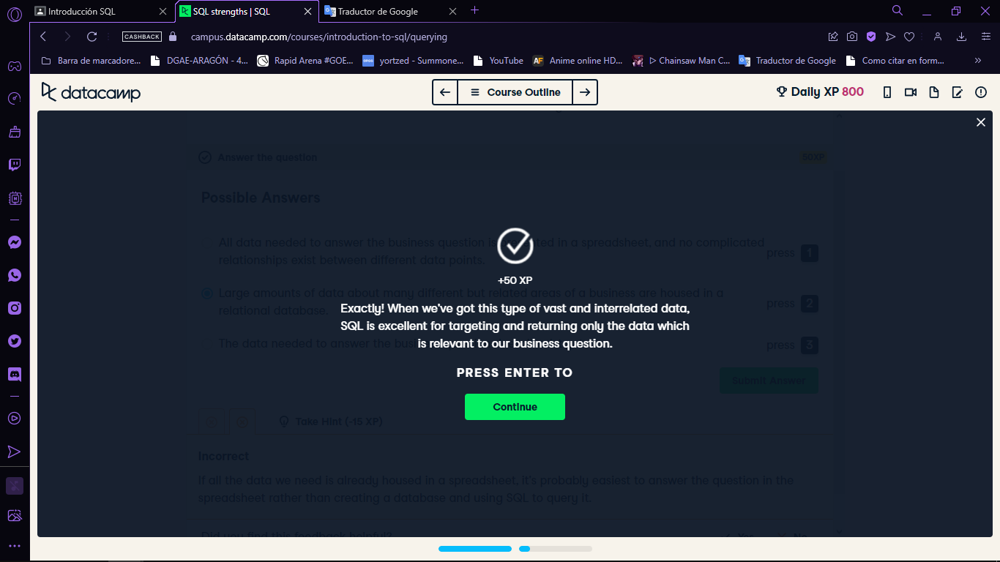 Introducción SQL
SQL strengths | SQL
Traductor de Google
CASHBACK
campus.datacamp.com/courses/introduction-to-sql/querying
Barra de marcadore...
DGAE-ARAGÓN - 4...
Rapid Arena #GOE...
yortzed - Summone...
YouTube
Anime online HD...
▷ Chainsaw Man C...
Traductor de Google
Como citar en form...
datacamp
Course Outline
Daily XP 800
Answer the question
50XP
Possible Answers
All data needed to answer the business question is presented in a spreadsheet, and no complicated
relationships exist between different data points.
press 1
Large amounts of data about many different but related areas of a business are housed in a
relational database.
press 2
The data needed to answer the
press 3
+50 XP
Exactly! When we've got this type of vast and interrelated data,
SQL is excellent for targeting and returning only the data which
is relevant to our business question.
PRESS ENTER TO
Continue
Submit Answer
Take Hint (-15 XP)
Incorrect
If all the data we need is already housed in a spreadsheet, it's probably easiest to answer the question in the
spreadsheet rather than creating a database and using SQL to query it.
Did you find this feedback helpful?
Yes
No